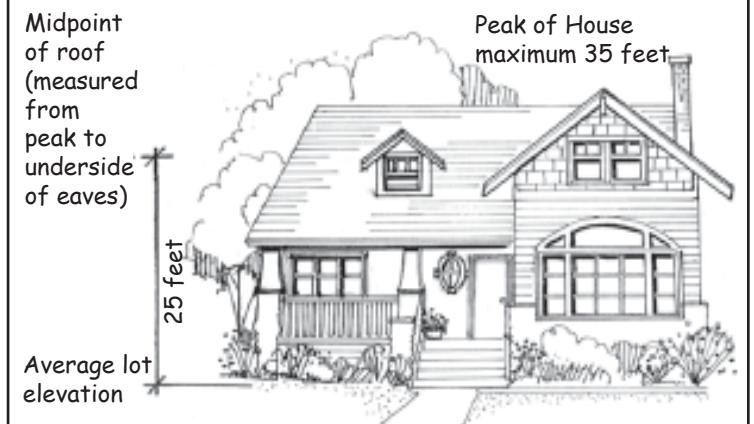 Midpoint
of roof
(measured
from
peak to
underside
of eaves)
Peak of House
maximum 35 feet
25 feet
Average lot
elevation